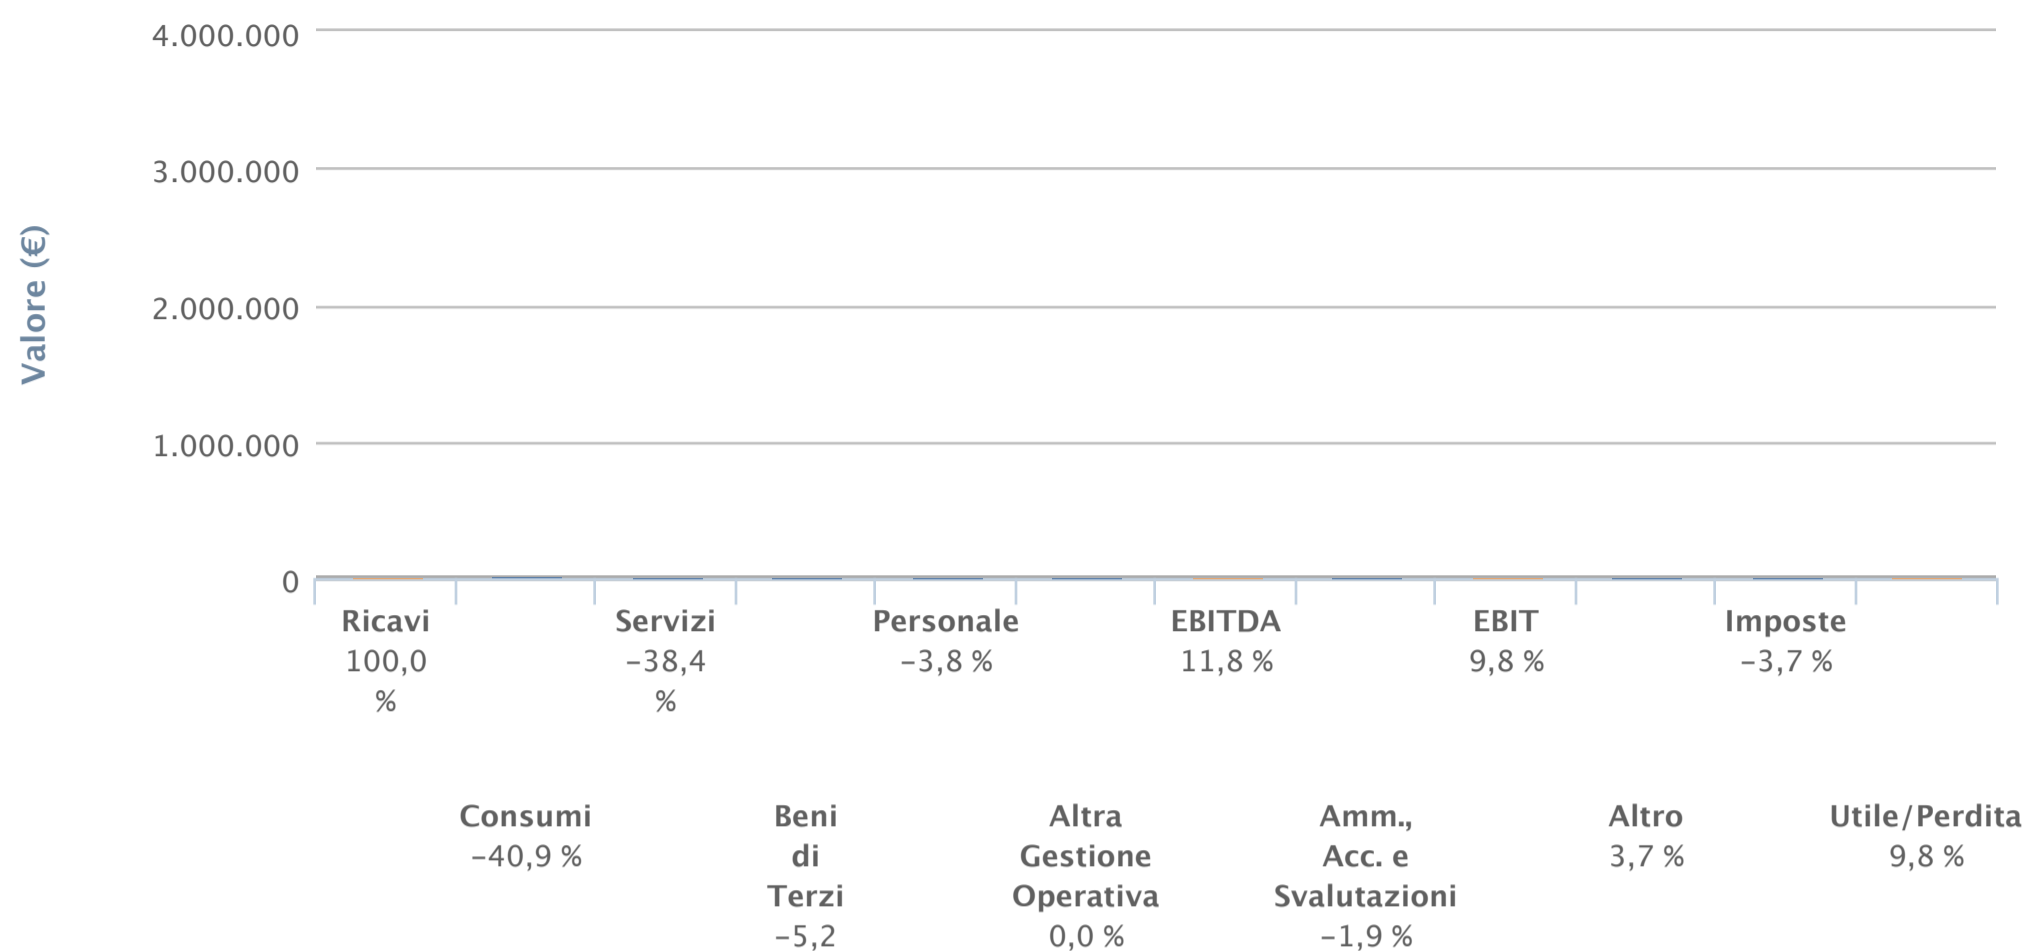 4.000.000
3.000.000
2.000.000
1.000.000
0
Valore (€)
Ricavi
100,0
%
Consumi
-40,9 %
Servizi
-38,4
%
Beni
di
Terzi
-5,2
Personale
-3,8 %
Altra
Gestione
Operativa
0,0 %
EBITDA
11,8 %
Amm.,
Acc. e
Svalutazioni
-1,9 %
EBIT
9,8 %
Altro
3,7 %
Imposte
-3,7 %
Utile/Perdita
9,8 %